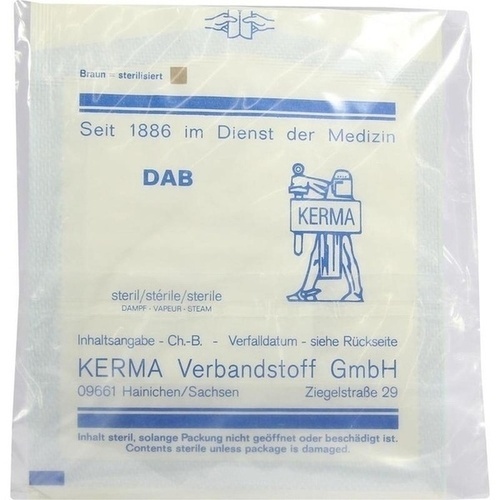 Braun = sterilisiert
Seit 1886 im Dienst der Medizin
DAB
KERMA
steril/stérile/sterile
DAMPF - VAPEUR - STEAM
Inhaltsangabe - Ch.-B. - Verfalldatum - siehe Rückseite
KERMA Verbandstoff GmbH
09661 Hainichen/Sachsen Ziegelstraße 29
Inhalt steril, solange Packung nicht geöffnet oder beschädigt ist.
Contents sterile unless package is damaged.